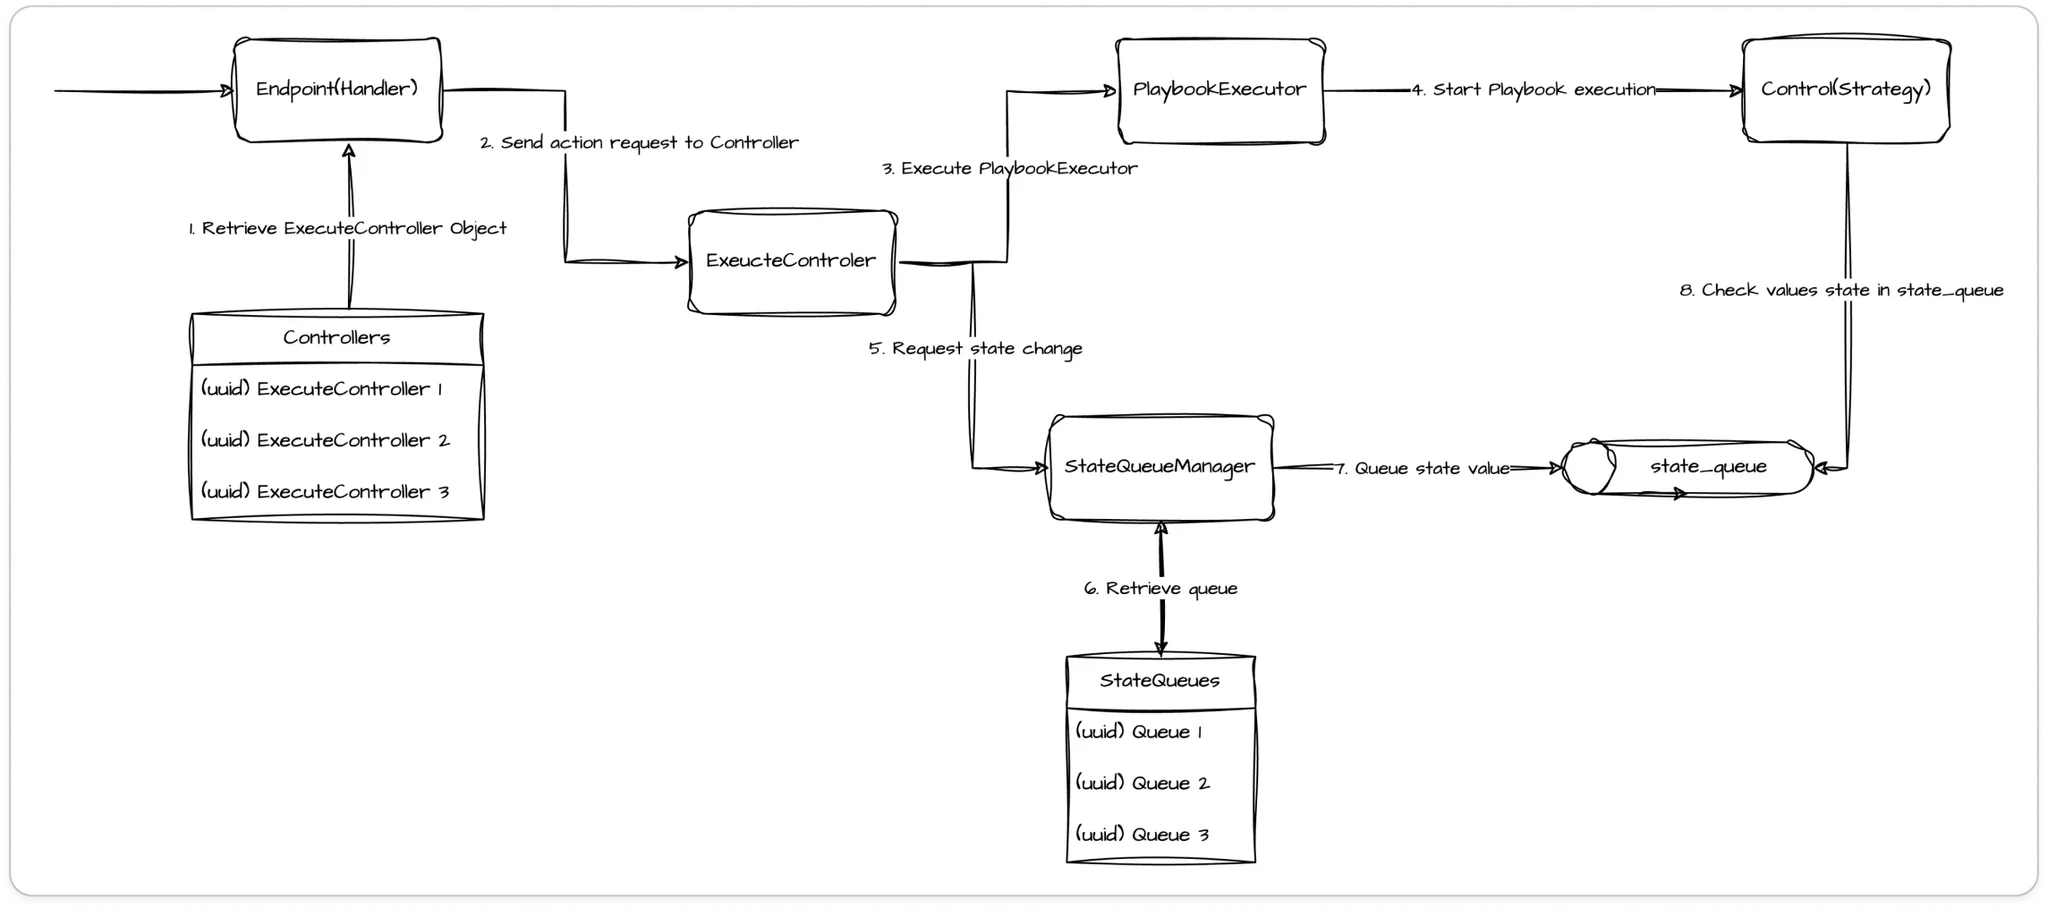 Endpoint(Handler)
PlaybookExecutor
4. Start Playbook execution
Control(Strategy)
2. Send action request to Controller
3. Execute PlaybookExecutor
1. Retrieve ExecuteController Object
ExeucteControler
8. Check values state in state_queue
Controllers
(uuid) ExecuteController 1
(uuid) ExecuteController 2
(uuid) ExecuteController 3
5. Request state change
StateQueueManager
7. Queue state value
state_queue
6. Retrieve queue
StateQueues
(uuid) Queue 1
(uuid) Queue 2
(uuid) Queue 3